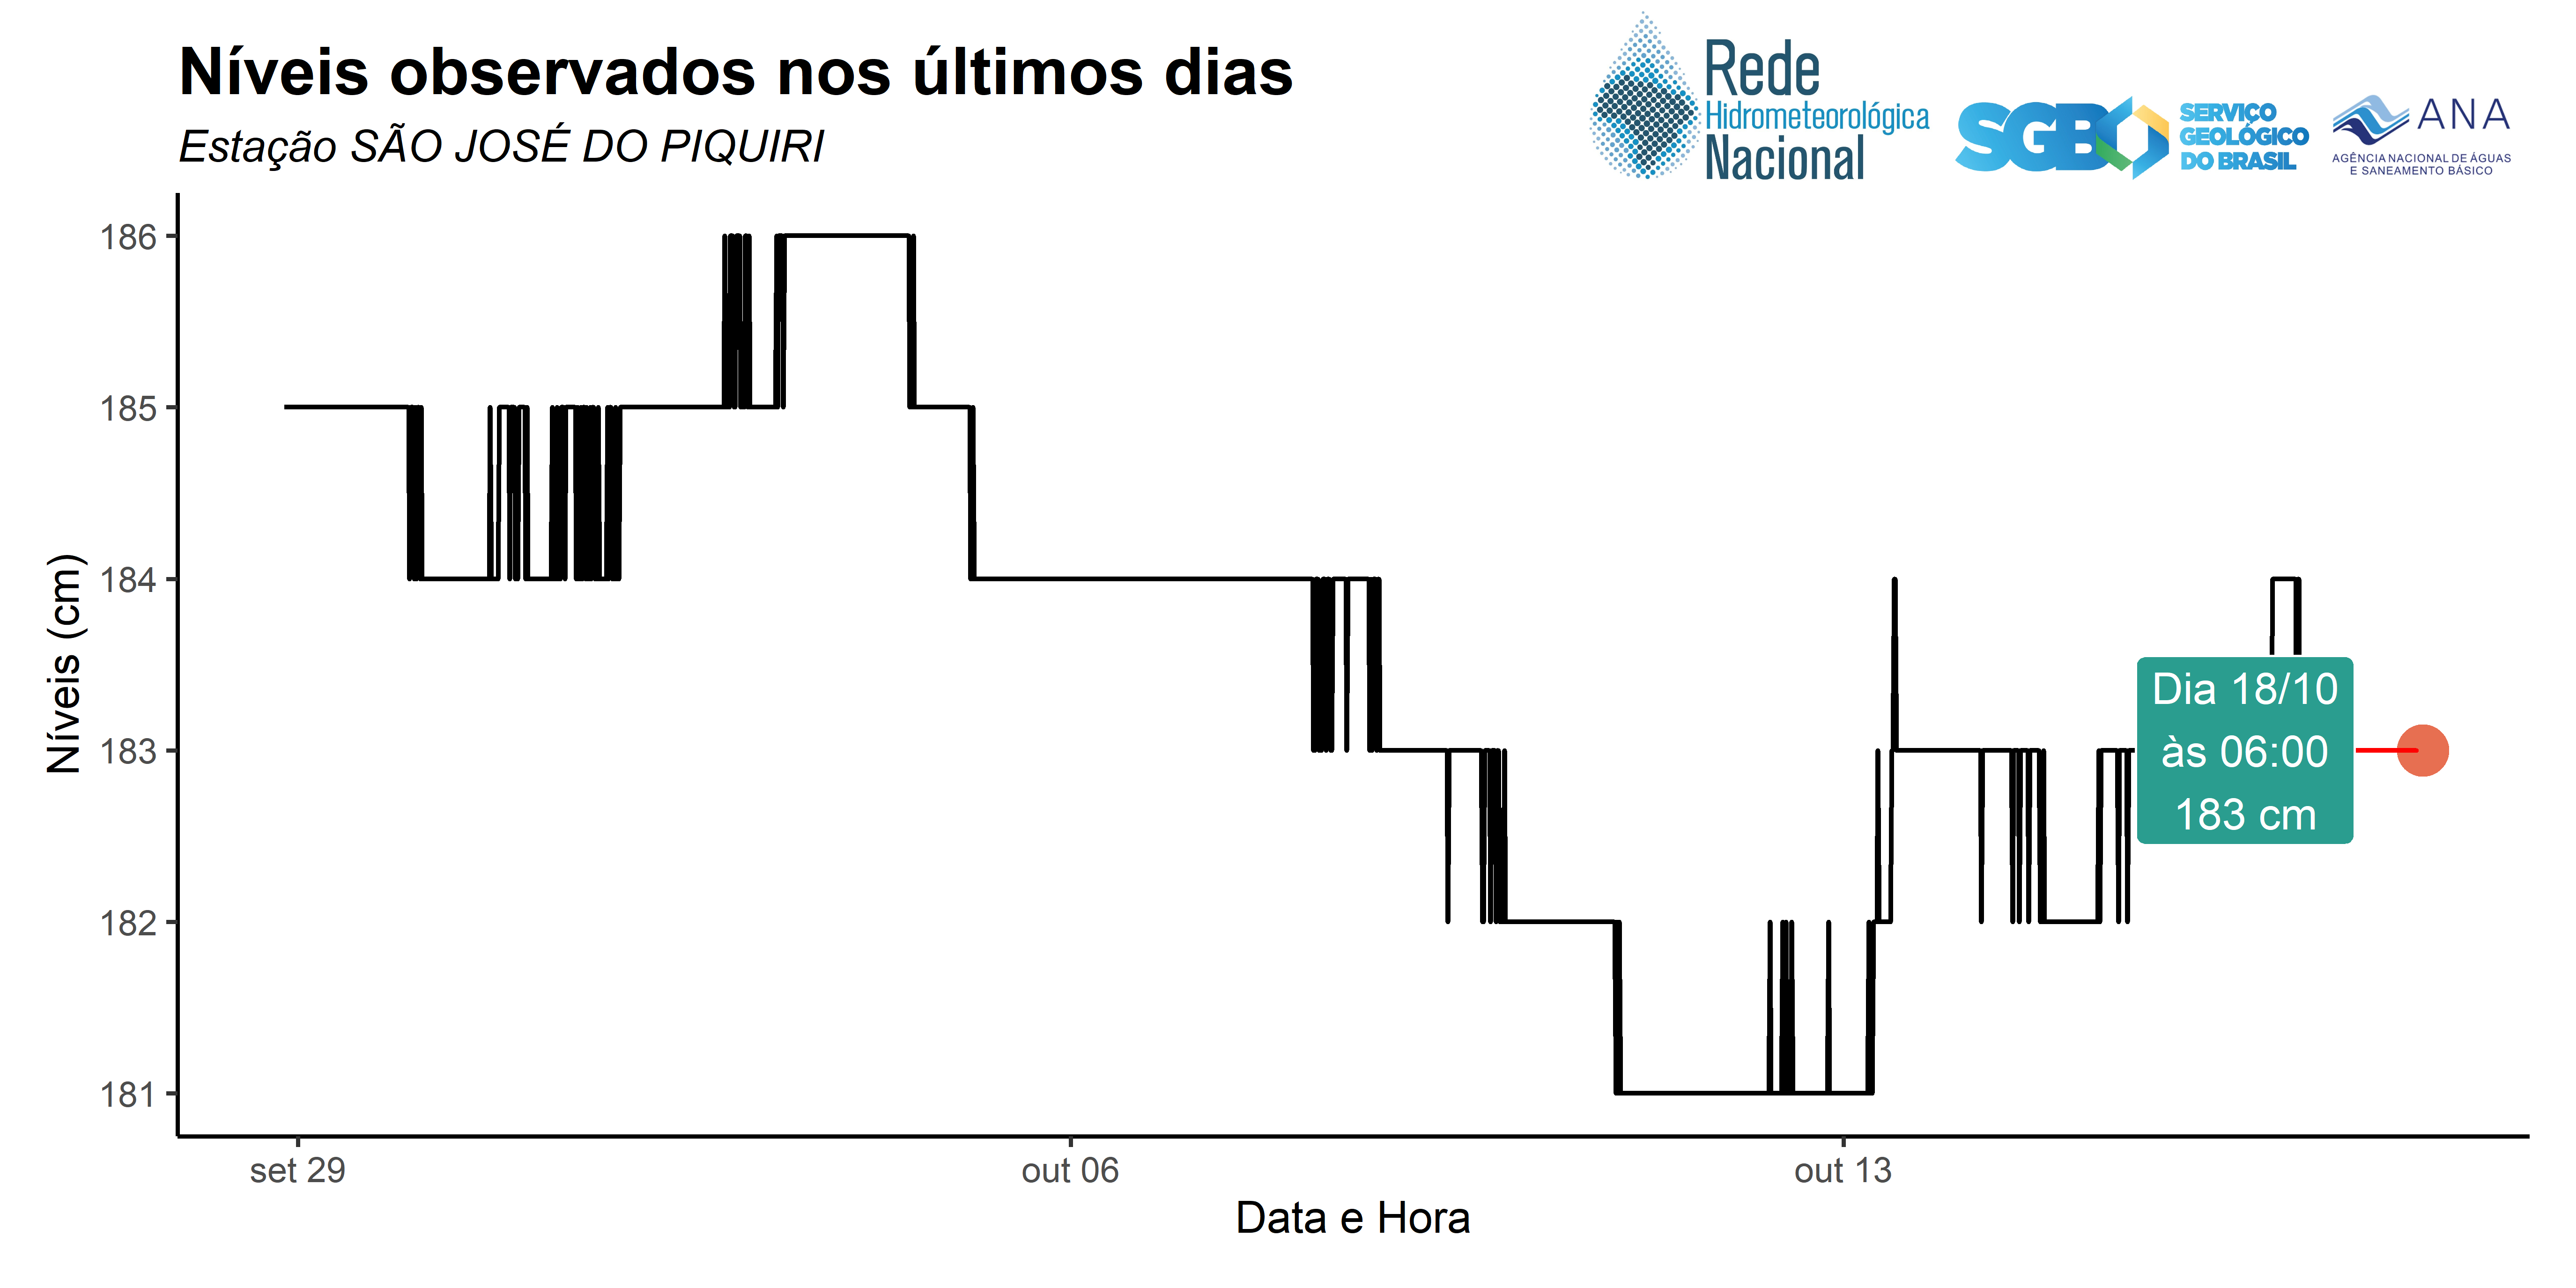 Níveis observados nos últimos dias
Estação SÃO JOSÉ DO PIQUIRI
Rede
Hidrometeorológica
Nacional
SGB
SERVIÇO
GEOLÓGICO
DO BRASIL
ANA
AGÊNCIA NACIONAL DE ÁGUAS
E SANEAMENTO BÁSICO
Níveis (cm)
186
185
184
183
182
181
Dia 18/10
às 06:00
183 cm
set 29
out 06
out 13
Data e Hora